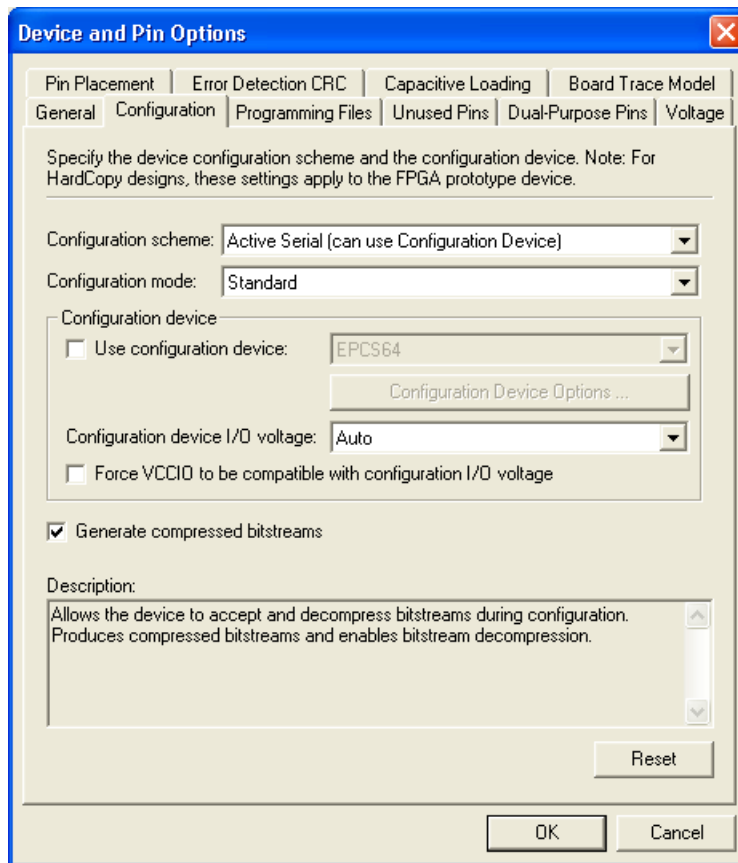 Device and Pin Options
Pin Placement Error Detection CRC Capacitive Loading Board Trace Model
General Configuration Programming Files Unused Pins Dual-Purpose Pins Voltage
Specify the device configuration scheme and the configuration device. Note: For
HardCopy designs, these settings apply to the FPGA prototype device.
Configuration scheme: Active Serial (can use Configuration Device)
Configuration mode: Standard
Configuration device
Use configuration device: EPCS64
Configuration Device Options ...
Configuration device I/O voltage: Auto
Force VCCIO to be compatible with configuration I/O voltage
Generate compressed bitstreams
Description:
Allows the device to accept and decompress bitstreams during configuration.
Produces compressed bitstreams and enables bitstream decompression.
Reset
OK Cancel